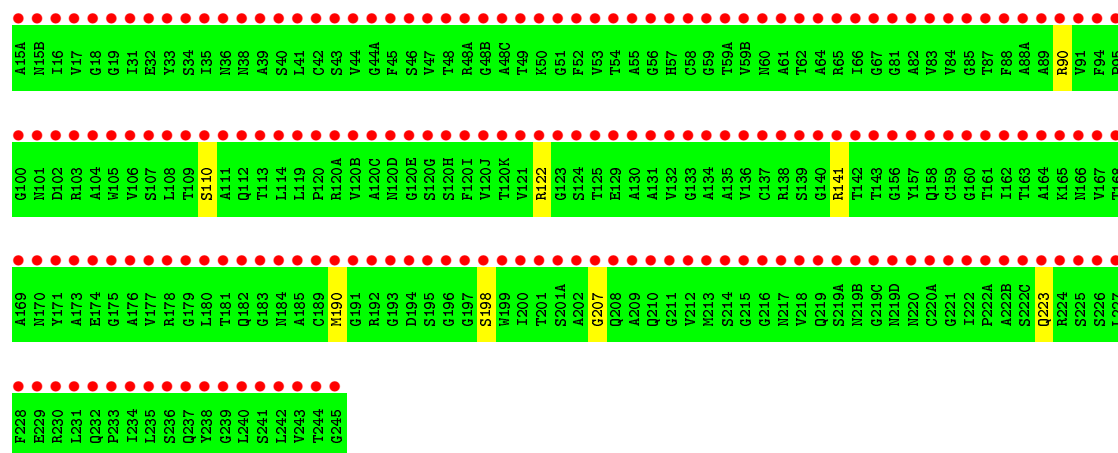 A15A N15B I16 V17 G18 G19 I31 E32 Y33 S34 I35 N36 N38 A39 S40 L41 C42 S43 V44 G44A F45 S46 V47 T48 R48A G48B A48C T49 K50 G51 F52 V53 T54 A55 G56 H57 C58 G59 T59A V59B N60 A61 T62 A64 R65 I66 G67 G81 A82 V83 V84 G85 T87 F88 A88A A89 R90 V91 F94 P95
G100 N101 D102 R103 A104 W105 V106 S107 L108 T109 S110 A111 Q112 T113 L114 L119 P120 R120A V120B A120C N120D G120E S120G S120H F120I V120J T120K V121 R122 G123 S124 T125 E129 A130 A131 V132 G133 A134 A135 V136 C137 R138 S139 G140 R141 T142 T143 G156 Y157 Q158 C159 G160 T161 I162 T163 A164 K165 N166 V167 T168
A169 N170 Y171 A173 E174 G175 A176 V177 R178 G179 L180 T181 Q182 G183 N184 A185 C189 M190 G191 R192 G193 D194 S195 G196 G197 S198 W199 I200 T201 S201A A202 G207 Q208 A209 Q210 G211 V212 M213 S214 G215 G216 N217 V218 Q219 S219A N219B G219C N219D N220 C220A G221 I222 P222A A222B S222C Q223 R224 S225 S226 L227
F228 E229 R230 L231 Q232 P233 I234 L235 S236 Q237 Y238 G239 L240 S241 L242 V243 T244 G245